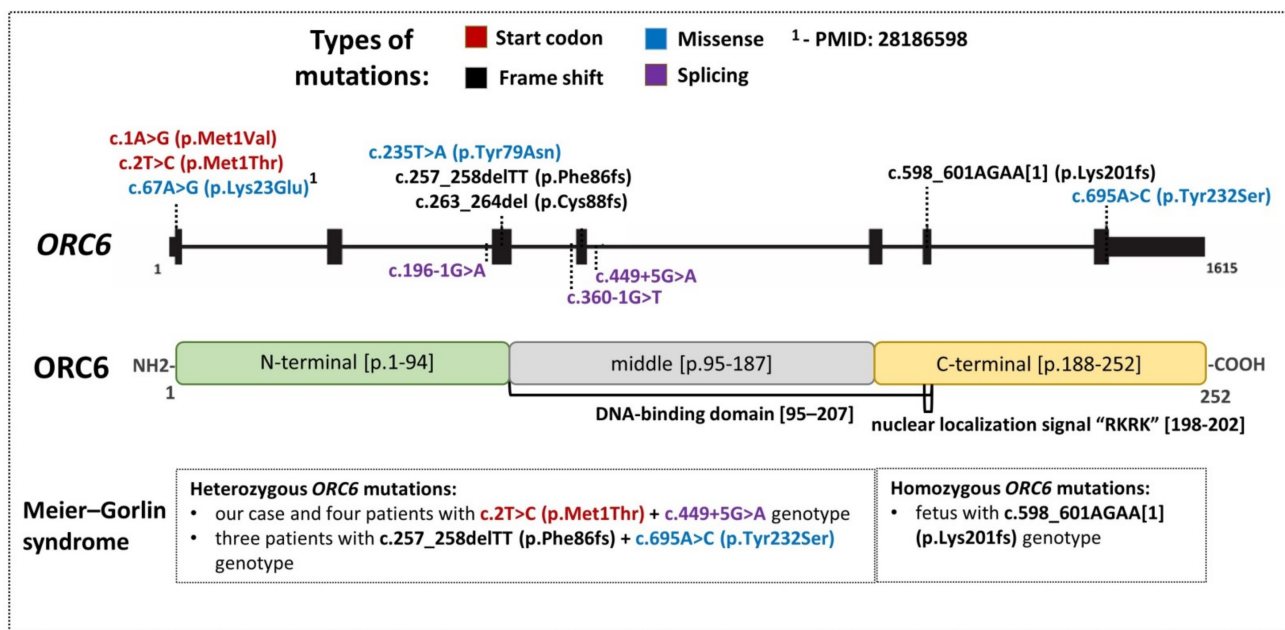 Types of mutations:
Start codon
Missense
1 - PMID: 28186598
Frame shift
Splicing
c.1A>G (p.Met1Val)
c.2T>C (p.Met1Thr)
c.67A>G (p.Lys23Glu)1
c.235T>A (p.Tyr79Asn)
c.257_258delTT (p.Phe86fs)
c.263_264del (p.Cys88fs)
c.598_601AGAA[1] (p.Lys201fs)
c.695A>C (p.Tyr232Ser)
ORC6
1
1615
c.196-1G>A
c.449+5G>A
c.360-1G>T
ORC6
NH2-
N-terminal [p.1-94]
middle [p.95-187]
C-terminal [p.188-252]
-COOH
1
252
DNA-binding domain [95–207]
nuclear localization signal “RKRK” [198-202]
Meier–Gorlin
syndrome
Heterozygous ORC6 mutations:
• our case and four patients with c.2T>C (p.Met1Thr) + c.449+5G>A genotype
• three patients with c.257_258delTT (p.Phe86fs) + c.695A>C (p.Tyr232Ser)
genotype
Homozygous ORC6 mutations:
• fetus with c.598_601AGAA[1]
(p.Lys201fs) genotype